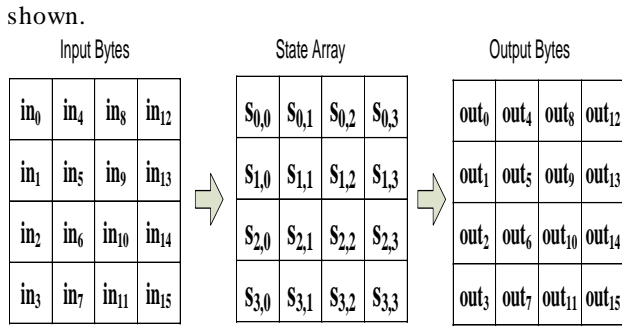 shown.
Input Bytes State Array Output Bytes
in₀ in₄ in₈ in₁₂ S₀,₀ S₀,₁ S₀,₂ S₀,₃ out₀ out₄ out₈ out₁₂
in₁ in₅ in₉ in₁₃ S₁,₀ S₁,₁ S₁,₂ S₁,₃ out₁ out₅ out₉ out₁₃
in₂ in₆ in₁₀ in₁₄ S₂,₀ S₂,₁ S₂,₂ S₂,₃ out₂ out₆ out₁₀ out₁₄
in₃ in₇ in₁₁ in₁₅ S₃,₀ S₃,₁ S₃,₂ S₃,₃ out₃ out₇ out₁₁ out₁₅